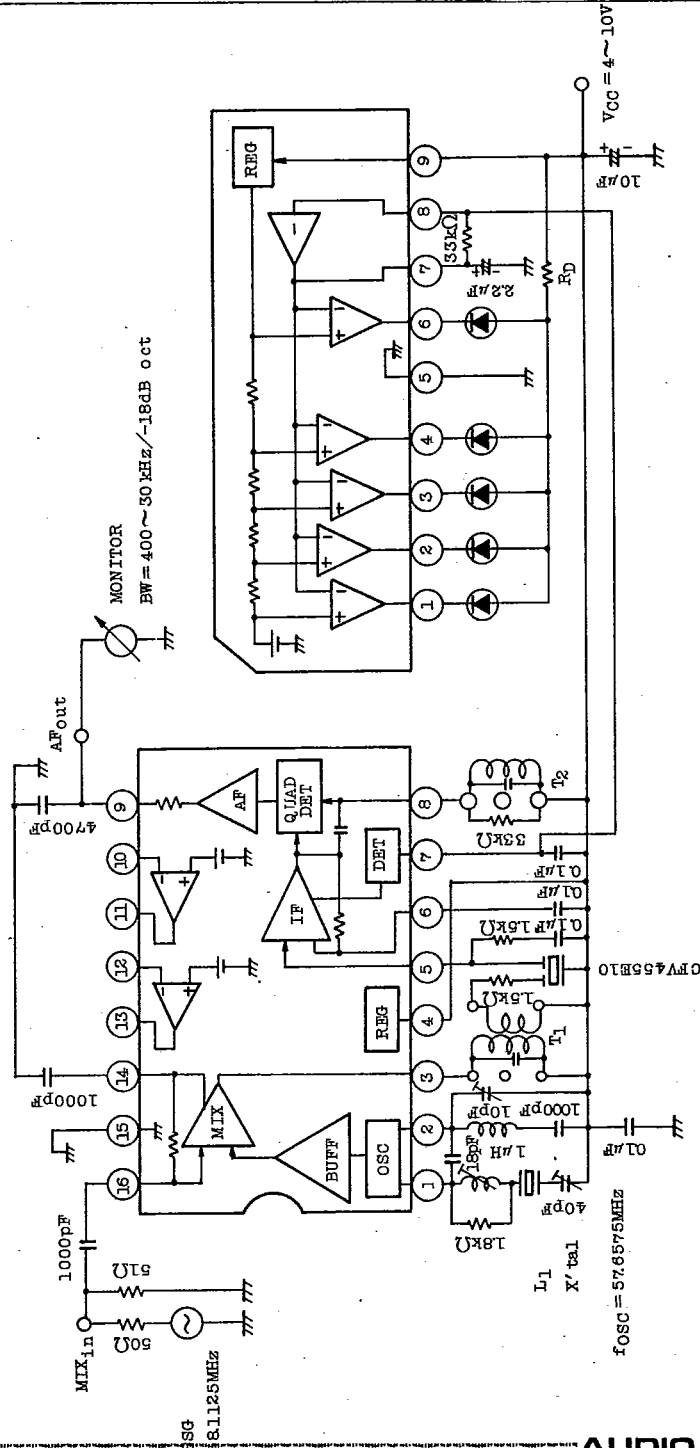 VCC=4~10V
REG
9
8
7
6
5
4
3
2
1
33kΩ
2.2μF
RD
10μF
+
-
MONITOR
BW=400~30kHz/-18dB oct
AFout
4700pF
9
10
11
12
13
14
15
16
AF
QUAD
DET
IF
DET
REG
MIX
BUFF
OSC
1
2
3
4
5
6
7
8
1000pF
1000pF
51Ω
50Ω
MIXin
SG
8.1125MHz
T2
33kΩ
0.1μF
0.1μF
0.1μF
1.5kΩ
1.5kΩ
CFV455E10
T1
10pF
1000pF
1μH
18pF
1.8kΩ
40pF
0.1μF
L1
X'tal
fOSC=57.6575MHz
AUDIO